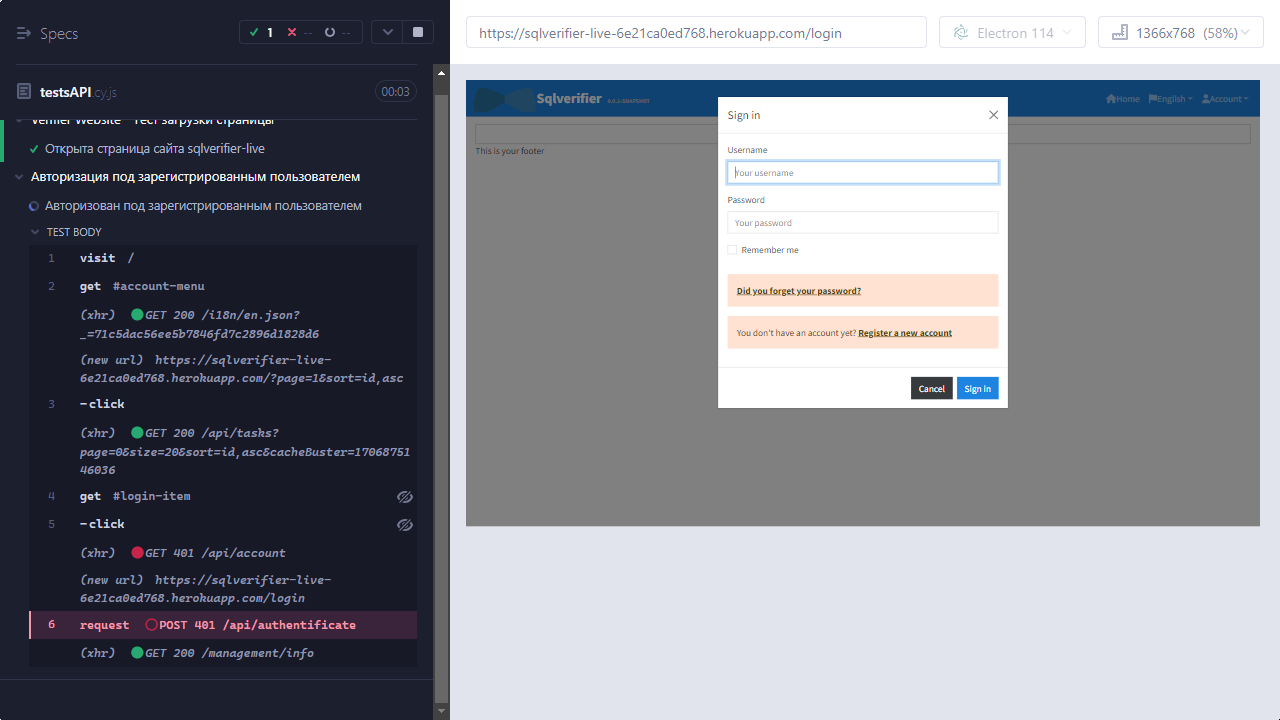 Specs
1
--
--
testsAPI.cy.js
00:03
Verifier Website - Тест загрузки страницы
Открыта страница сайта sqlverifier-live
Авторизация под зарегистрированным пользователем
Авторизован под зарегистрированным пользователем
TEST BODY
1 visit /
2 get #account-menu
(xhr) GET 200 /i18n/en.json?
_=71c5dac56ee5b7846fd7c2896d1828d6
(new url) https://sqlverifier-live-
6e21ca0ed768.herokuapp.com/?page=1&sort=id,asc
3 -click
(xhr) GET 200 /api/tasks?
page=0&size=20&sort=id,asc&cacheBuster=17068751
46036
4 get #login-item
5 -click
(xhr) GET 401 /api/account
(new url) https://sqlverifier-live-
6e21ca0ed768.herokuapp.com/login
6 request POST 401 /api/authentificate
(xhr) GET 200 /management/info
https://sqlverifier-live-6e21ca0ed768.herokuapp.com/login
Electron 114
1366x768 (58%)
Sqlverifier 0.0.1-SNAPSHOT
Home English Account
This is your footer
Sign in
Username
Your username
Password
Your password
Remember me
Did you forget your password?
You don't have an account yet? Register a new account
Cancel Sign in